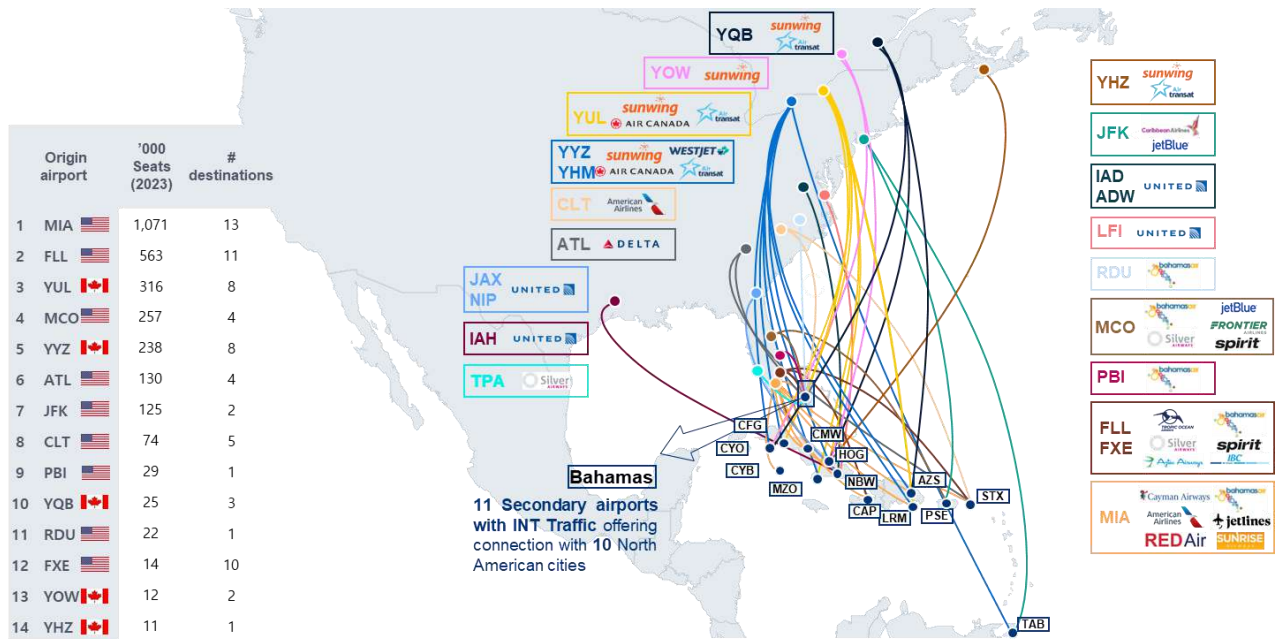 Origin airport '000 Seats (2023) # destinations
1 MIA 1,071 13
2 FLL 563 11
3 YUL 316 8
4 MCO 257 4
5 YYZ 238 8
6 ATL 130 4
7 JFK 125 2
8 CLT 74 5
9 PBI 29 1
10 YQB 25 3
11 RDU 22 1
12 FXE 14 10
13 YOW 12 2
14 YHZ 11 1
YQB sunwing
Air transat
YOW sunwing
YUL sunwing Air transat
AIR CANADA
YYZ sunwing WESTJET
YHM AIR CANADA Air transat
CLT American Airlines
ATL DELTA
JAX
NIP UNITED
IAH UNITED
TPA Silver AIRWAYS
CFG
CYO
CYB
MZO
CMW
HOG
NBW
CAP
LRM
AZS
PSE
STX
TAB
Bahamas
11 Secondary airports
with INT Traffic offering
connection with 10 North
American cities
YHZ sunwing
Air transat
JFK Caribbean Airlines
jetBlue
IAD
ADW UNITED
LFI UNITED
RDU bahamasair
MCO bahamasair jetBlue
Silver AIRWAYS FRONTIER AIRLINES
spirit
PBI bahamasair
FLL
FXE TROPIC OCEAN AIRWAYS bahamasair
Silver AIRWAYS spirit
Aztec Airways IBC
MIA Cayman Airways bahamasair
American Airlines jetlines
RED Air SUNRISE